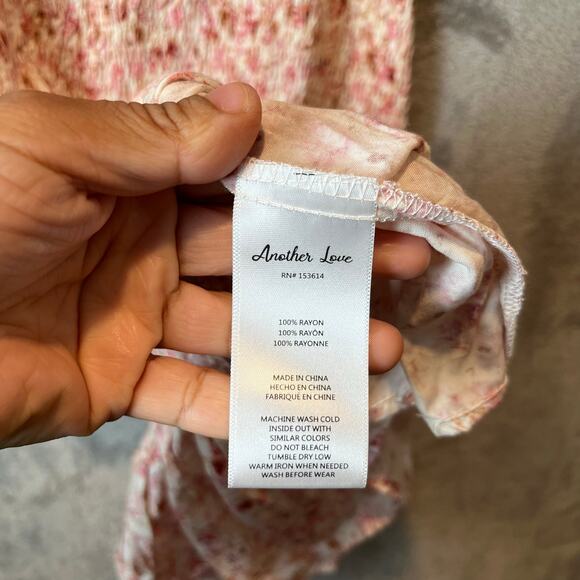 Another Love
RN# 153614
100% RAYON
100% RAYÓN
100% RAYONNE
MADE IN CHINA
HECHO EN CHINA
FABRIQUÉ EN CHINE
MACHINE WASH COLD
INSIDE OUT WITH
SIMILAR COLORS
DO NOT BLEACH
TUMBLE DRY LOW
WARM IRON WHEN NEEDED
WASH BEFORE WEAR